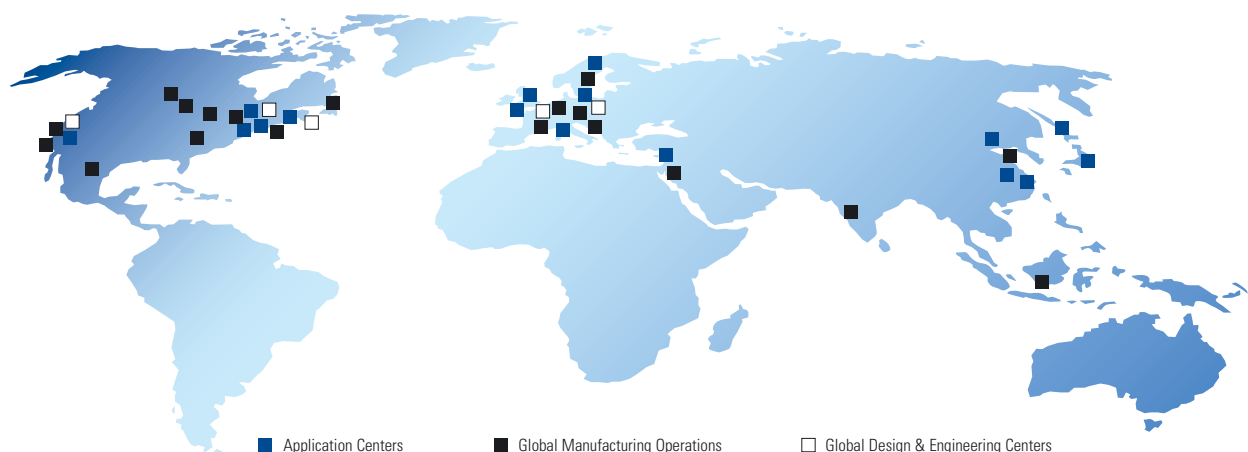 Application Centers
Global Manufacturing Operations
Global Design & Engineering Centers